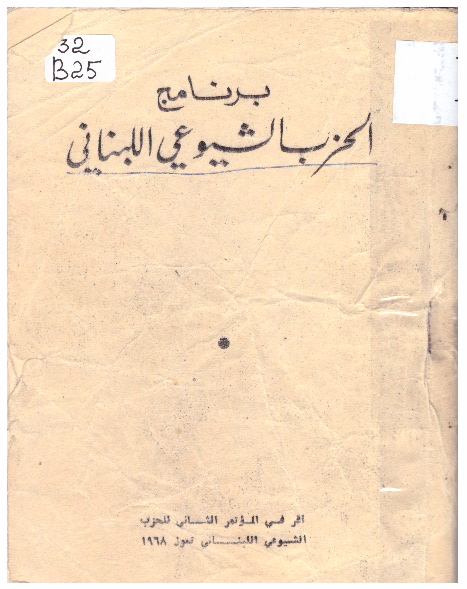 32
B25
برنامج
الحزب الشيوعي اللبناني
اقر في المؤتمر الثاني للحزب
الشيوعي اللبناني تموز ١٩٦٨